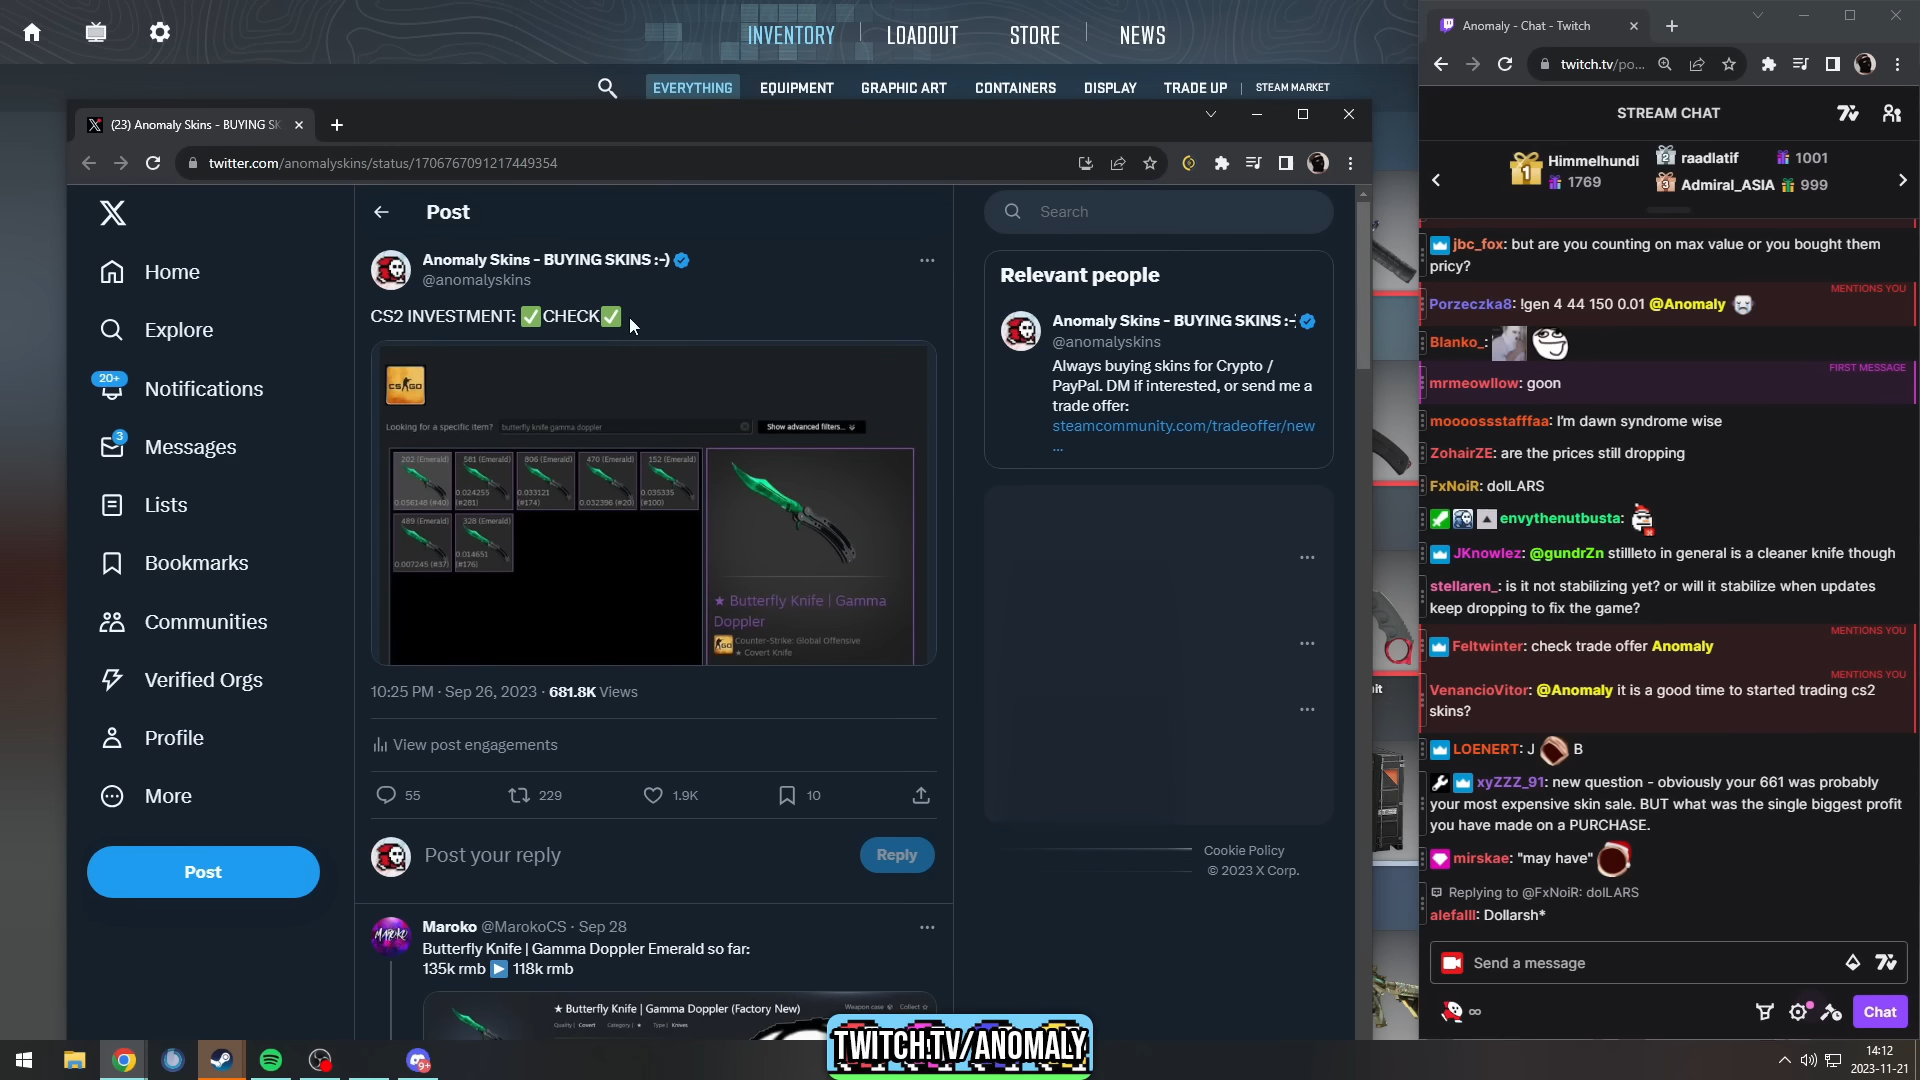 INVENTORY
LOADOUT
STORE
NEWS
EVERYTHING
EQUIPMENT
GRAPHIC ART
CONTAINERS
DISPLAY
TRADE UP
STEAM MARKET
(23) Anomaly Skins - BUYING SK
twitter.com/anomalyskins/status/1706767091217449354
Home
Explore
20+
Notifications
3
Messages
Lists
Bookmarks
Communities
Verified Orgs
Profile
More
Post
Post
Anomaly Skins - BUYING SKINS :-)
@anomalyskins
CS2 INVESTMENT: ✅CHECK✅
CS GO
Looking for a specific item?
butterfly knife gamma doppler
Show advanced filters...
202 (Emerald)
0.056148 (#40)
581 (Emerald)
0.024255 (#281)
806 (Emerald)
0.033121 (#174)
470 (Emerald)
0.032396 (#20)
152 (Emerald)
0.035335 (#100)
489 (Emerald)
0.007245 (#37)
328 (Emerald)
0.014651 (#176)
★ Butterfly Knife | Gamma
Doppler
Counter-Strike: Global Offensive
★ Covert Knife
10:25 PM · Sep 26, 2023 · 681.8K Views
View post engagements
55
229
1.9K
10
Post your reply
Reply
Maroko @MarokoCS · Sep 28
Butterfly Knife | Gamma Doppler Emerald so far:
135k rmb ▶ 118k rmb
★ Butterfly Knife | Gamma Doppler (Factory New)
Quality | Covert
Category | ★
Type | Knives
Weapon case
Collect
Search
Relevant people
Anomaly Skins - BUYING SKINS :-
@anomalyskins
Always buying skins for Crypto /
PayPal. DM if interested, or send me a
trade offer:
steamcommunity.com/tradeoffer/new
...
Cookie Policy
© 2023 X Corp.
Anomaly - Chat - Twitch
twitch.tv/po...
STREAM CHAT
1
Himmelhundi
1769
2
raadlatif
1001
3
Admiral_ASIA
999
jbc_fox: but are you counting on max value or you bought them
pricy?
MENTIONS YOU
Porzeczka8: !gen 4 44 150 0.01 @Anomaly
Blanko_:
FIRST MESSAGE
mrmeowllow: goon
moooossstafffaa: I'm dawn syndrome wise
ZohairZE: are the prices still dropping
FxNoiR: dolLARS
envythenutbusta:
JKnowlez: @gundrZn stillleto in general is a cleaner knife though
stellaren_: is it not stabilizing yet? or will it stabilize when updates
keep dropping to fix the game?
MENTIONS YOU
Feltwinter: check trade offer Anomaly
MENTIONS YOU
VenancioVitor: @Anomaly it is a good time to started trading cs2
skins?
LOENERT: J B
xyZZZ_91: new question - obviously your 661 was probably
your most expensive skin sale. BUT what was the single biggest profit
you have made on a PURCHASE.
mirskae: "may have"
Replying to @FxNoiR: dolLARS
alefalll: Dollarsh*
Send a message
∞
Chat
TWITCH.TV/ANOMALY
9+
14:12
2023-11-21